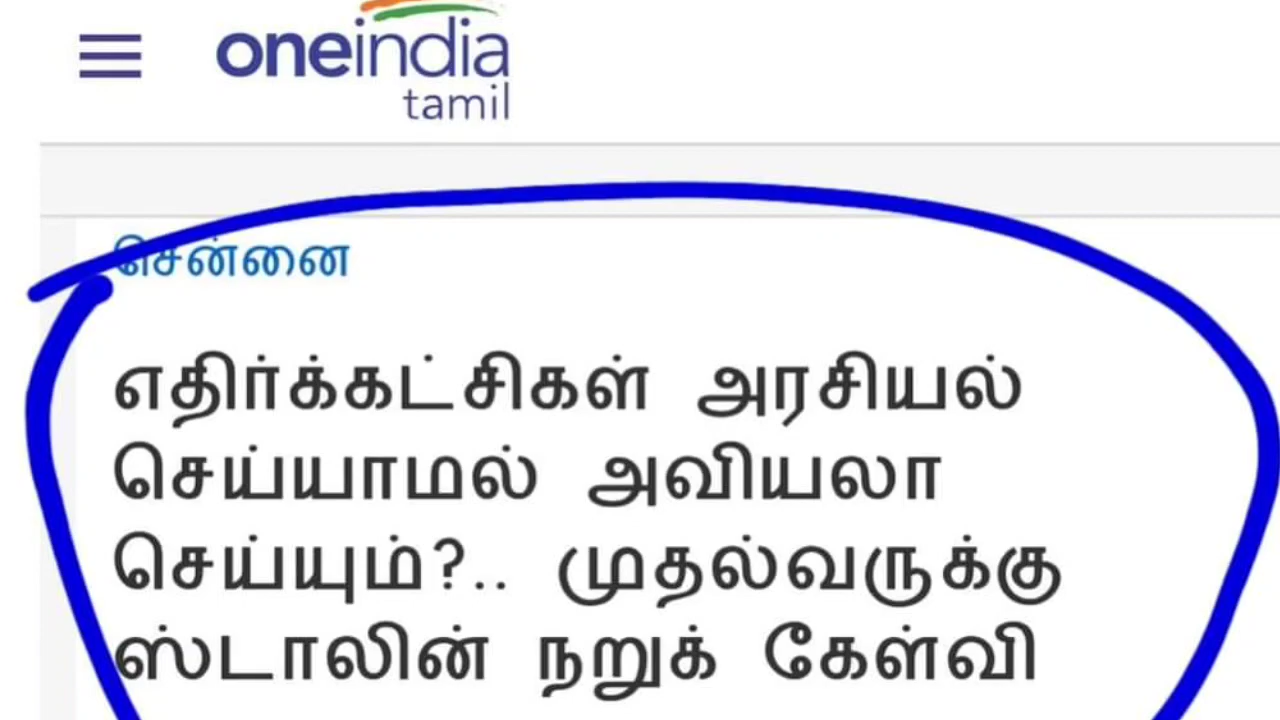 oneindia
tamil
சென்னை
எதிர்க்கட்சிகள் அரசியல்
செய்யாமல் அவியலா
செய்யும்?.. முதல்வருக்கு
ஸ்டாலின் நறுக் கேள்வி